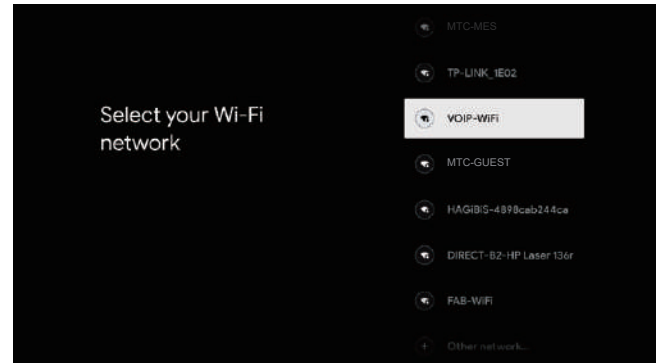 Select your Wi-Fi
network
MTC-MES
TP-LINK_1E02
VOIP-WiFi
MTC-GUEST
HAGiBiS-4898cab244ca
DIRECT-B2-HP Laser 136r
FAB-WiFi
Other network...